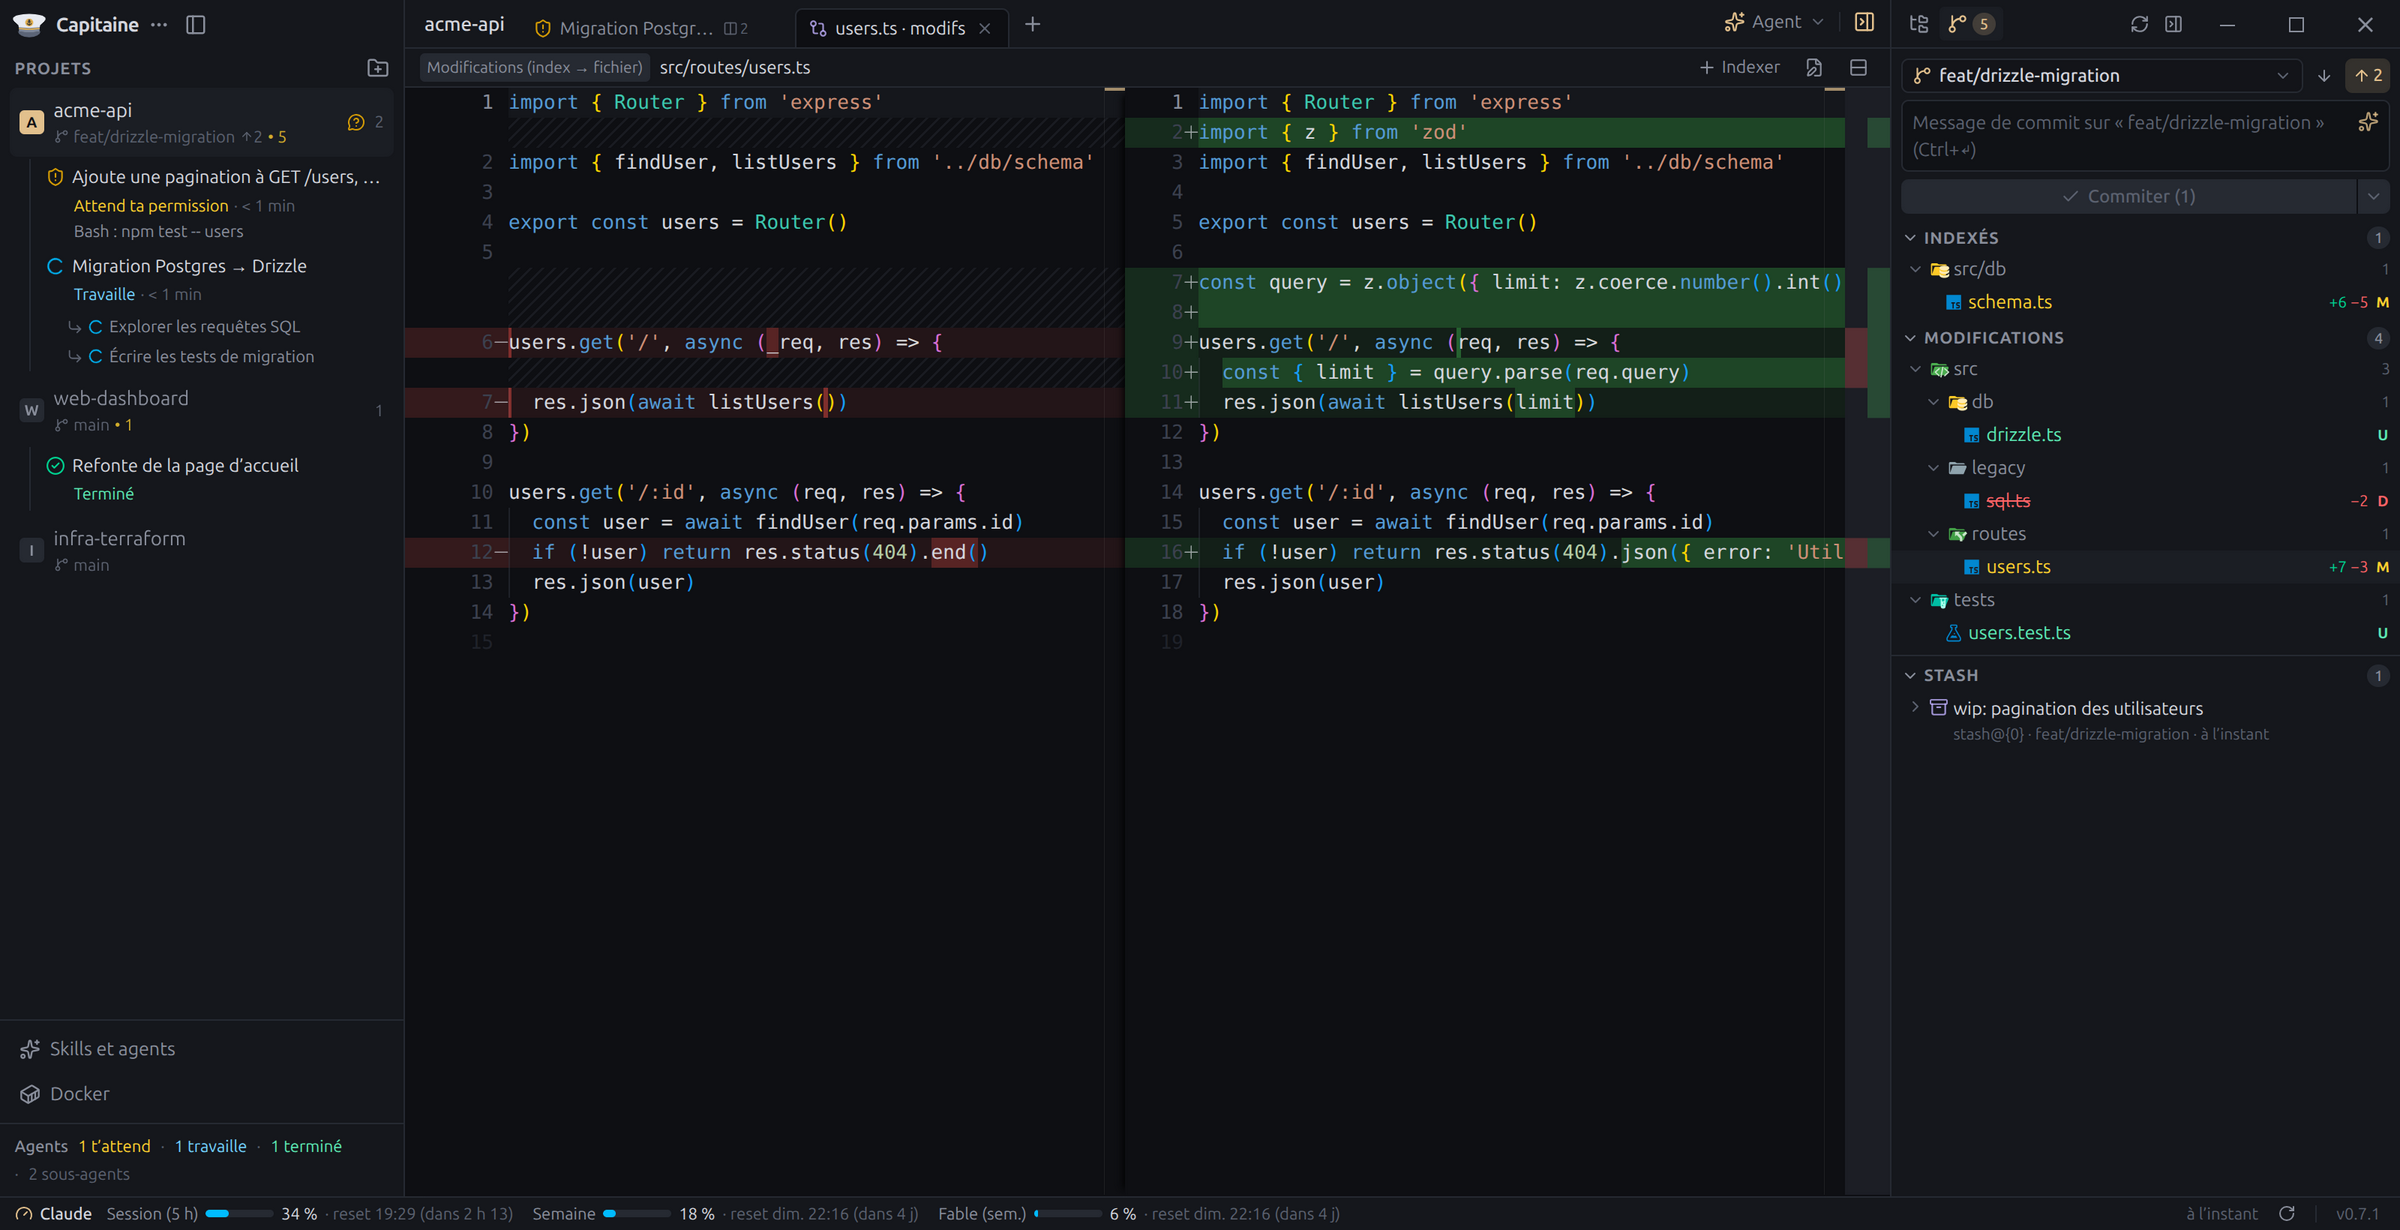 Capitaine
PROJETS
A
acme-api
feat/drizzle-migration ↑2 • 5
2
Ajoute une pagination à GET /users, …
Attend ta permission · < 1 min
Bash : npm test -- users
Migration Postgres → Drizzle
Travaille · < 1 min
Explorer les requêtes SQL
Écrire les tests de migration
W
web-dashboard
main • 1
1
Refonte de la page d’accueil
Terminé
I
infra-terraform
main
Skills et agents
Docker
Agents 1 t’attend · 1 travaille · 1 terminé
· 2 sous-agents
acme-api
Migration Postgr… 2
users.ts · modifs
Agent
Modifications (index → fichier) src/routes/users.ts
Indexer
1 import { Router } from 'express'
2 import { findUser, listUsers } from '../db/schema'
3
4 export const users = Router()
5
6− users.get('/', async (_req, res) => {
7− res.json(await listUsers())
8 })
9
10 users.get('/:id', async (req, res) => {
11 const user = await findUser(req.params.id)
12− if (!user) return res.status(404).end()
13 res.json(user)
14 })
15
1 import { Router } from 'express'
2+ import { z } from 'zod'
3 import { findUser, listUsers } from '../db/schema'
4
5 export const users = Router()
6
7+ const query = z.object({ limit: z.coerce.number().int()
8+
9+ users.get('/', async (req, res) => {
10+ const { limit } = query.parse(req.query)
11+ res.json(await listUsers(limit))
12 })
13
14 users.get('/:id', async (req, res) => {
15 const user = await findUser(req.params.id)
16+ if (!user) return res.status(404).json({ error: 'Util
17 res.json(user)
18 })
19
5
feat/drizzle-migration
↓ ↑ 2
Message de commit sur « feat/drizzle-migration »
(Ctrl+↵)
Commiter (1)
INDEXÉS 1
src/db 1
TS schema.ts +6 −5 M
MODIFICATIONS 4
src 3
db 1
TS drizzle.ts U
legacy 1
TS sql.ts −2 D
routes 1
TS users.ts +7 −3 M
tests 1
users.test.ts U
STASH 1
wip: pagination des utilisateurs
stash@{0} · feat/drizzle-migration · à l’instant
Claude Session (5 h) 34 % · reset 19:29 (dans 2 h 13) Semaine 18 % · reset dim. 22:16 (dans 4 j) Fable (sem.) 6 % · reset dim. 22:16 (dans 4 j)
à l’instant v0.7.1